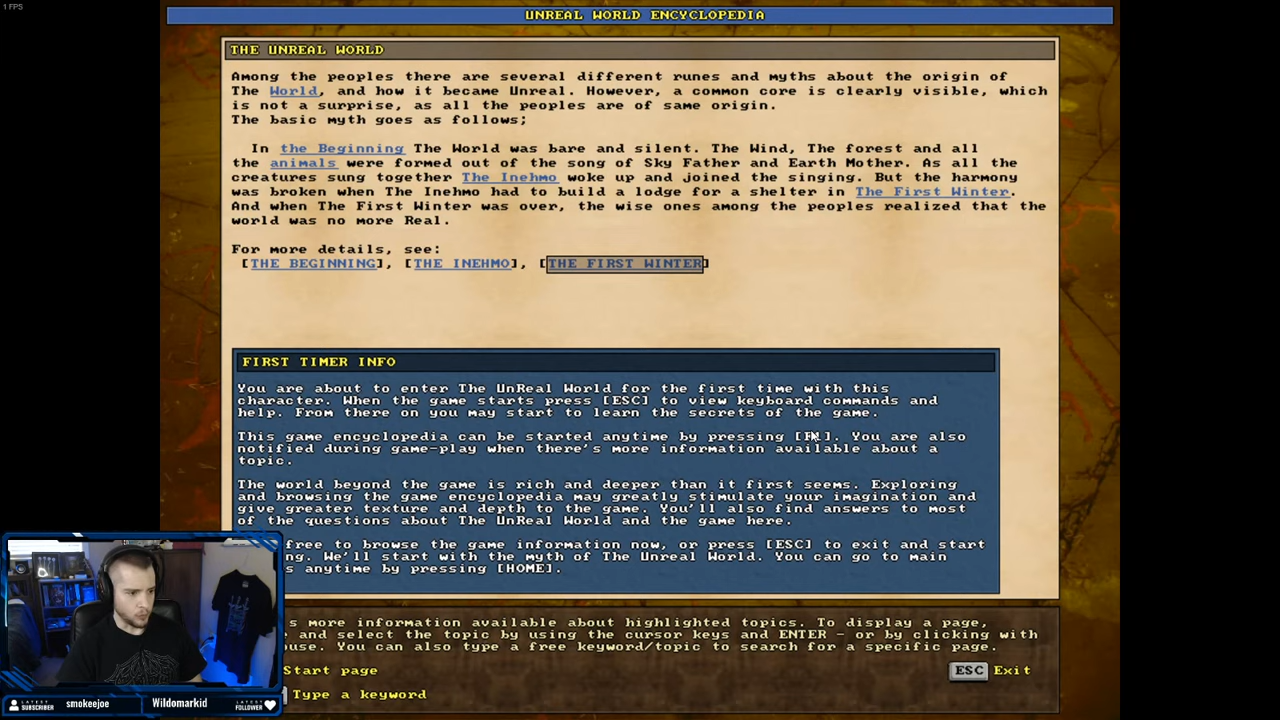 1 FPS
UNREAL WORLD ENCYCLOPEDIA
THE UNREAL WORLD
Among the peoples there are several different runes and myths about the origin of
The World, and how it became Unreal. However, a common core is clearly visible, which
is not a surprise, as all the peoples are of same origin.
The basic myth goes as follows;
In the Beginning The World was bare and silent. The Wind, The forest and all
the animals were formed out of the song of Sky Father and Earth Mother. As all the
creatures sung together The Inehmo woke up and joined the singing. But the harmony
was broken when The Inehmo had to build a lodge for a shelter in The First Winter.
And when The First Winter was over, the wise ones among the peoples realized that the
world was no more Real.
For more details, see:
[THE BEGINNING], [THE INEHMO], [THE FIRST WINTER]
FIRST TIMER INFO
You are about to enter The UnReal World for the first time with this
character. When the game starts press [ESC] to view keyboard commands and
help. From there on you may start to learn the secrets of the game.
This game encyclopedia can be started anytime by pressing [ ]. You are also
notified during game-play when there's more information available about a
topic.
The world beyond the game is rich and deeper than it first seems. Exploring
and browsing the game encyclopedia may greatly stimulate your imagination and
give greater texture and depth to the game. You'll also find answers to most
of the questions about The UnReal World and the game here.
free to browse the game information now, or press [ESC] to exit and start
ng. We'll start with the myth of The Unreal World. You can go to main
s anytime by pressing [HOME].
s more information available about highlighted topics. To display a page,
and select the topic by using the cursor keys and ENTER - or by clicking with
ouse. You can also type a free keyword/topic to search for a specific page.
Start page
ESC Exit
Type a keyword
LATEST SUBSCRIBER smokeejoe Wildomarkid LATEST FOLLOWER